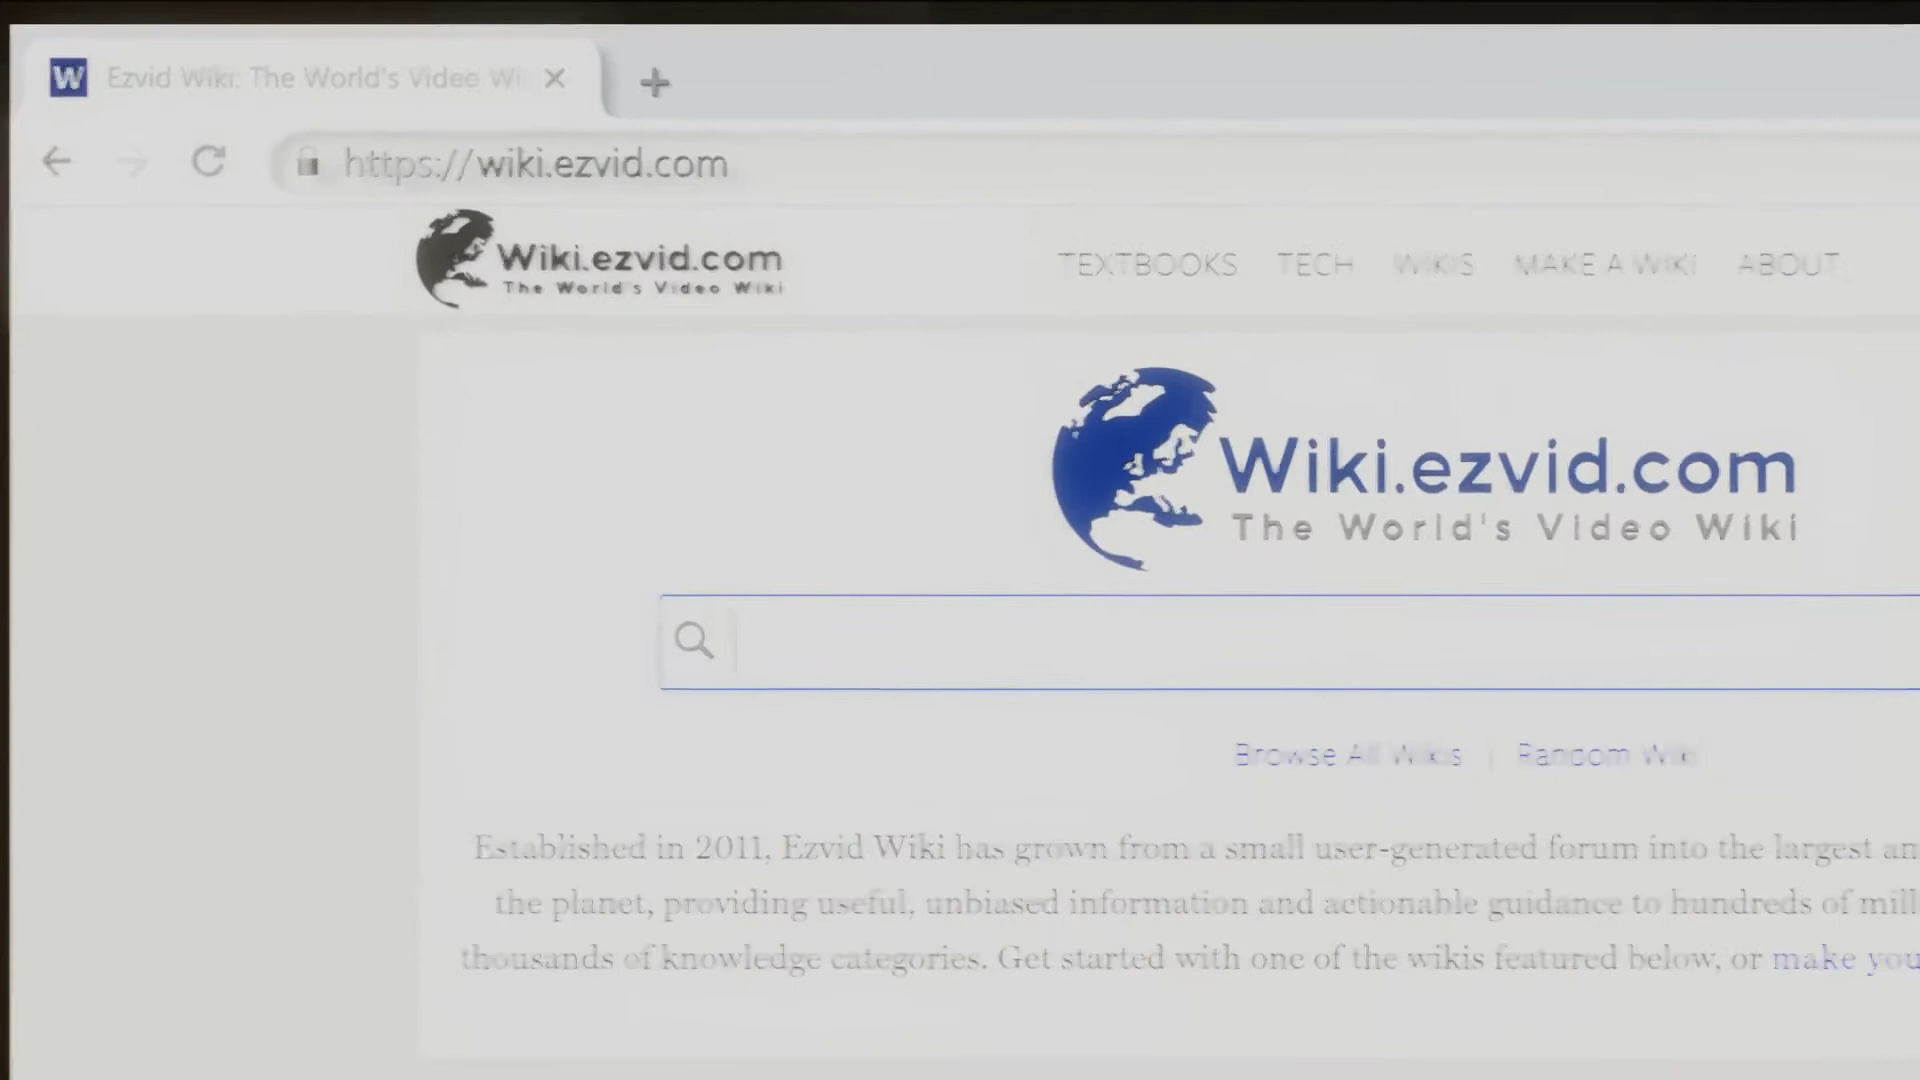 W Ezvid Wiki: The World's Video Wi
https://wiki.ezvid.com
Wiki.ezvid.com
The World's Video Wiki
TEXTBOOKS TECH WIKIS MAKE A WIKI ABOUT
Wiki.ezvid.com
The World's Video Wiki
Browse All Wikis | Random Wiki
Established in 2011, Ezvid Wiki has grown from a small user-generated forum into the largest an
the planet, providing useful, unbiased information and actionable guidance to hundreds of mill
thousands of knowledge categories. Get started with one of the wikis featured below, or make you